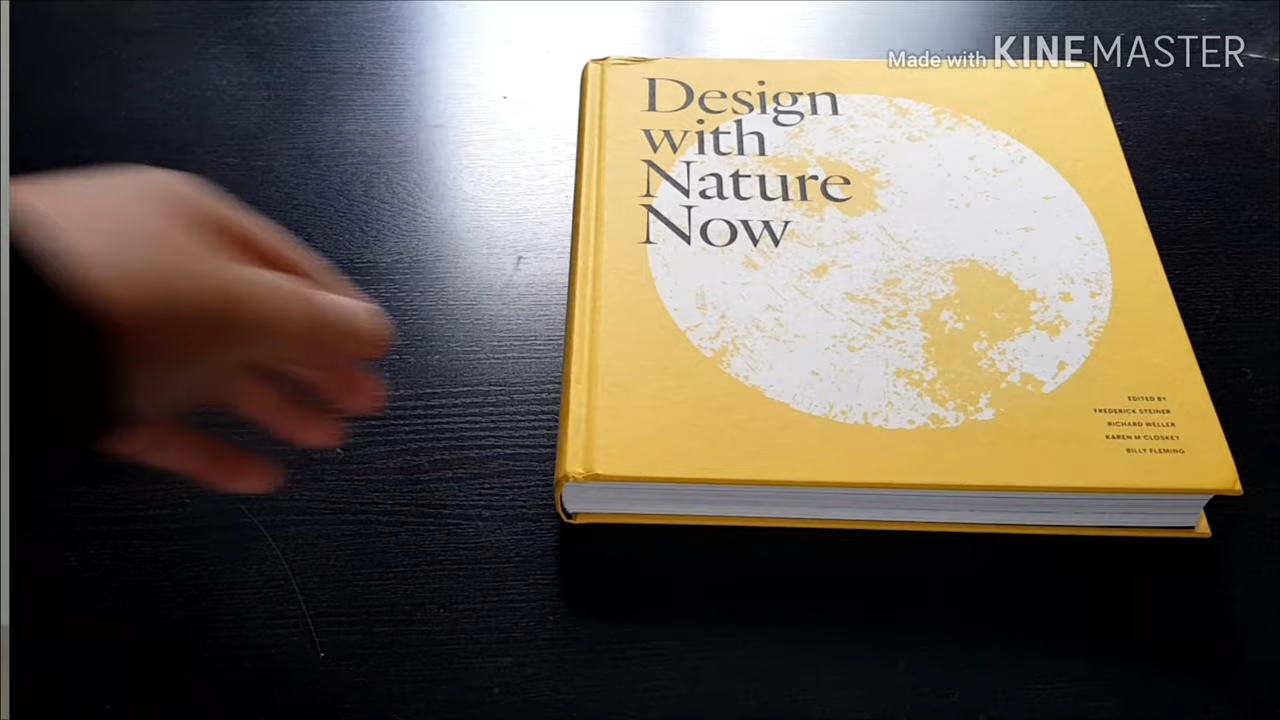 Made with KINEMASTER
Design
with
Nature
Now
EDITED BY
FREDERICK STEINER
RICHARD WELLER
KAREN M'CLOSKEY
BILLY FLEMING